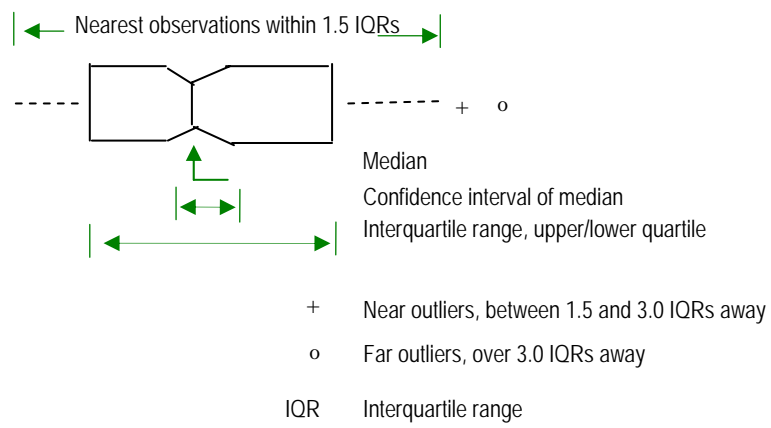 Nearest observations within 1.5 IQRs
+ o
Median
Confidence interval of median
Interquartile range, upper/lower quartile
+ Near outliers, between 1.5 and 3.0 IQRs away
o Far outliers, over 3.0 IQRs away
IQR Interquartile range